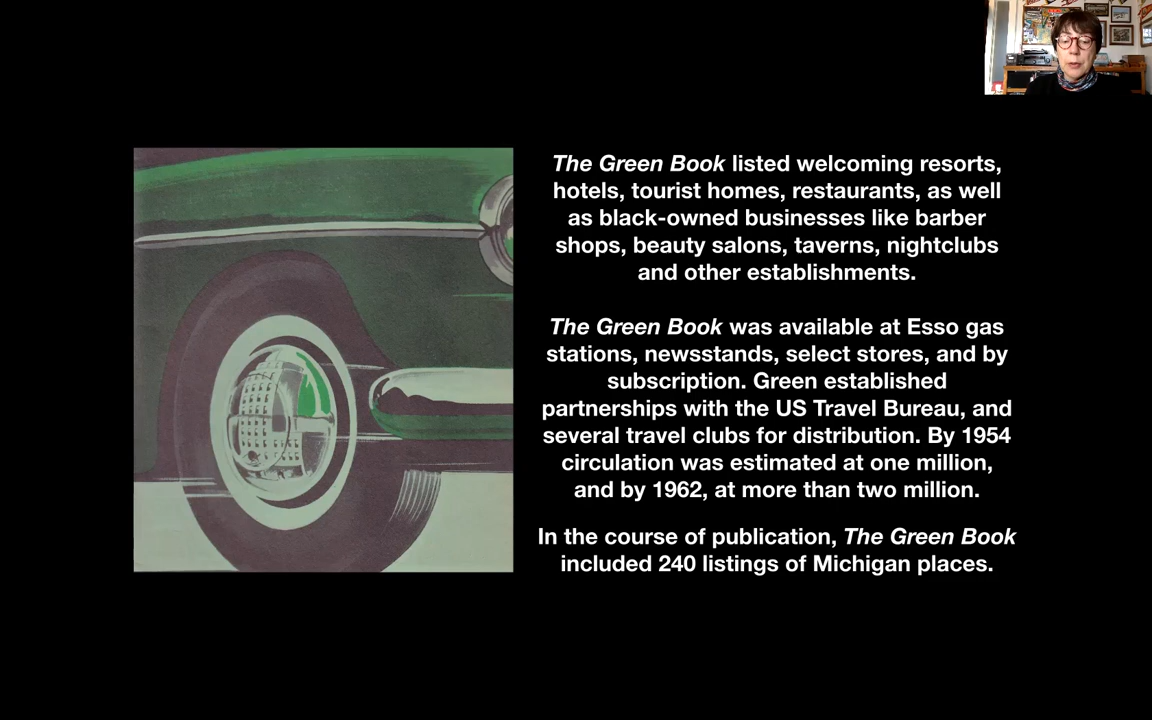 The Green Book listed welcoming resorts,
hotels, tourist homes, restaurants, as well
as black-owned businesses like barber
shops, beauty salons, taverns, nightclubs
and other establishments.
The Green Book was available at Esso gas
stations, newsstands, select stores, and by
subscription. Green established
partnerships with the US Travel Bureau, and
several travel clubs for distribution. By 1954
circulation was estimated at one million,
and by 1962, at more than two million.
In the course of publication, The Green Book
included 240 listings of Michigan places.